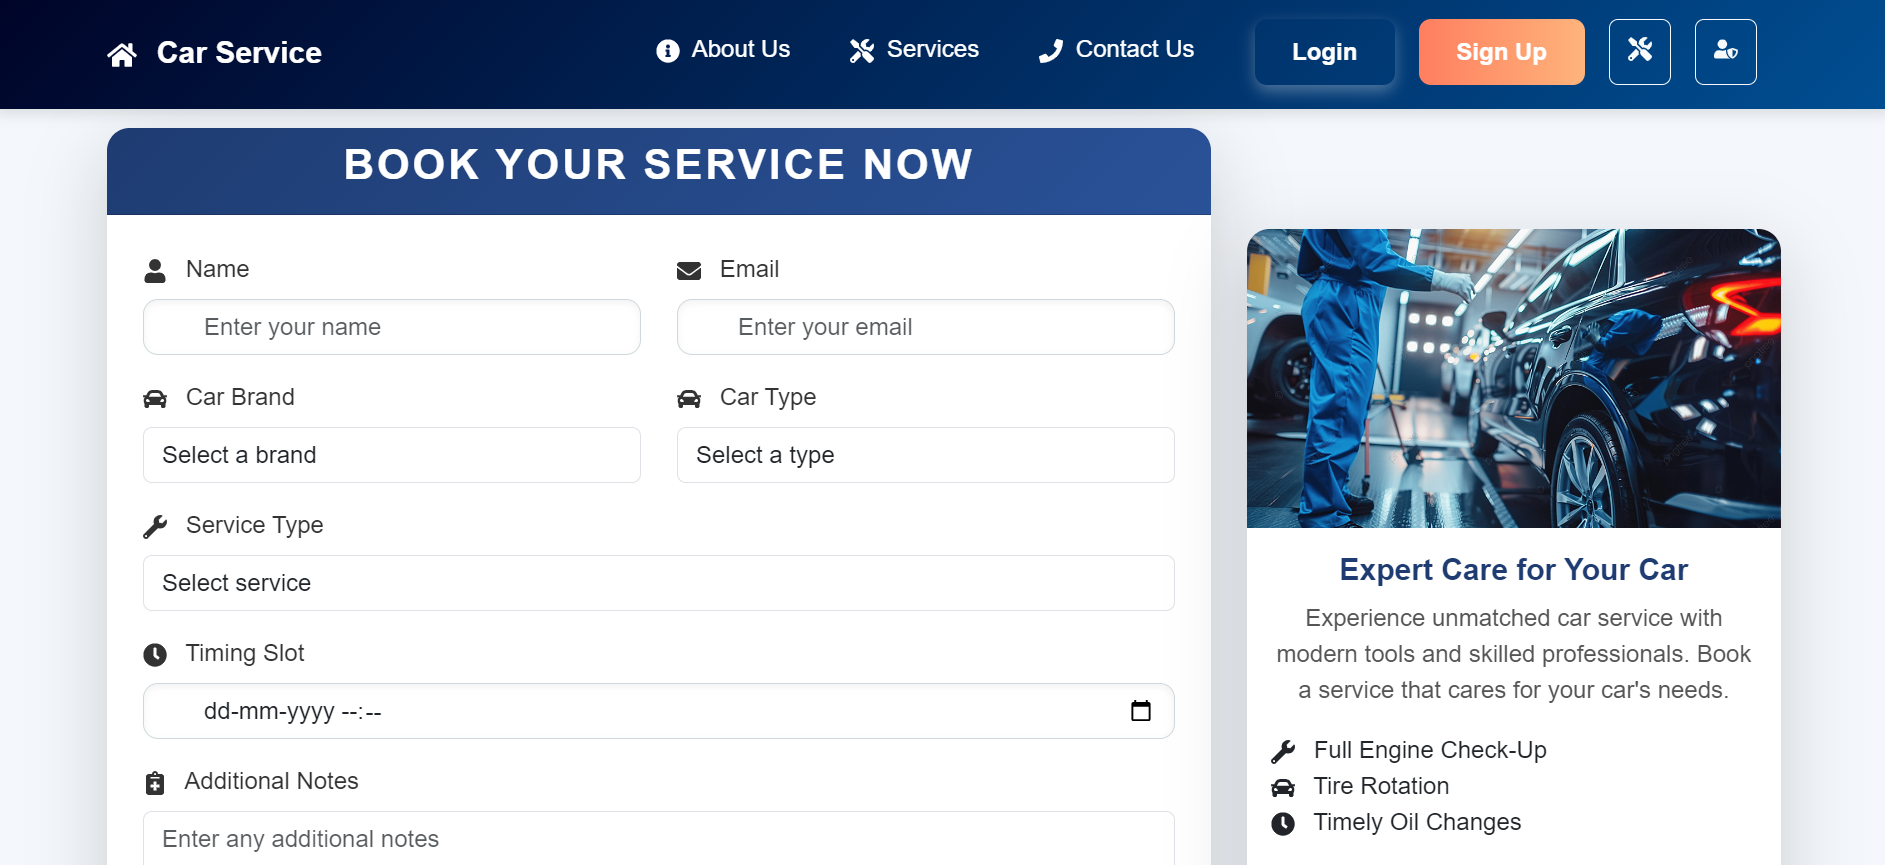 Car Service
About Us
Services
Contact Us
Login
Sign Up
BOOK YOUR SERVICE NOW
Name
Email
Enter your name
Enter your email
Car Brand
Car Type
Select a brand
Select a type
Service Type
Select service
Timing Slot
dd-mm-yyyy --:--
Additional Notes
Enter any additional notes
Expert Care for Your Car
Experience unmatched car service with
modern tools and skilled professionals. Book
a service that cares for your car's needs.
Full Engine Check-Up
Tire Rotation
Timely Oil Changes